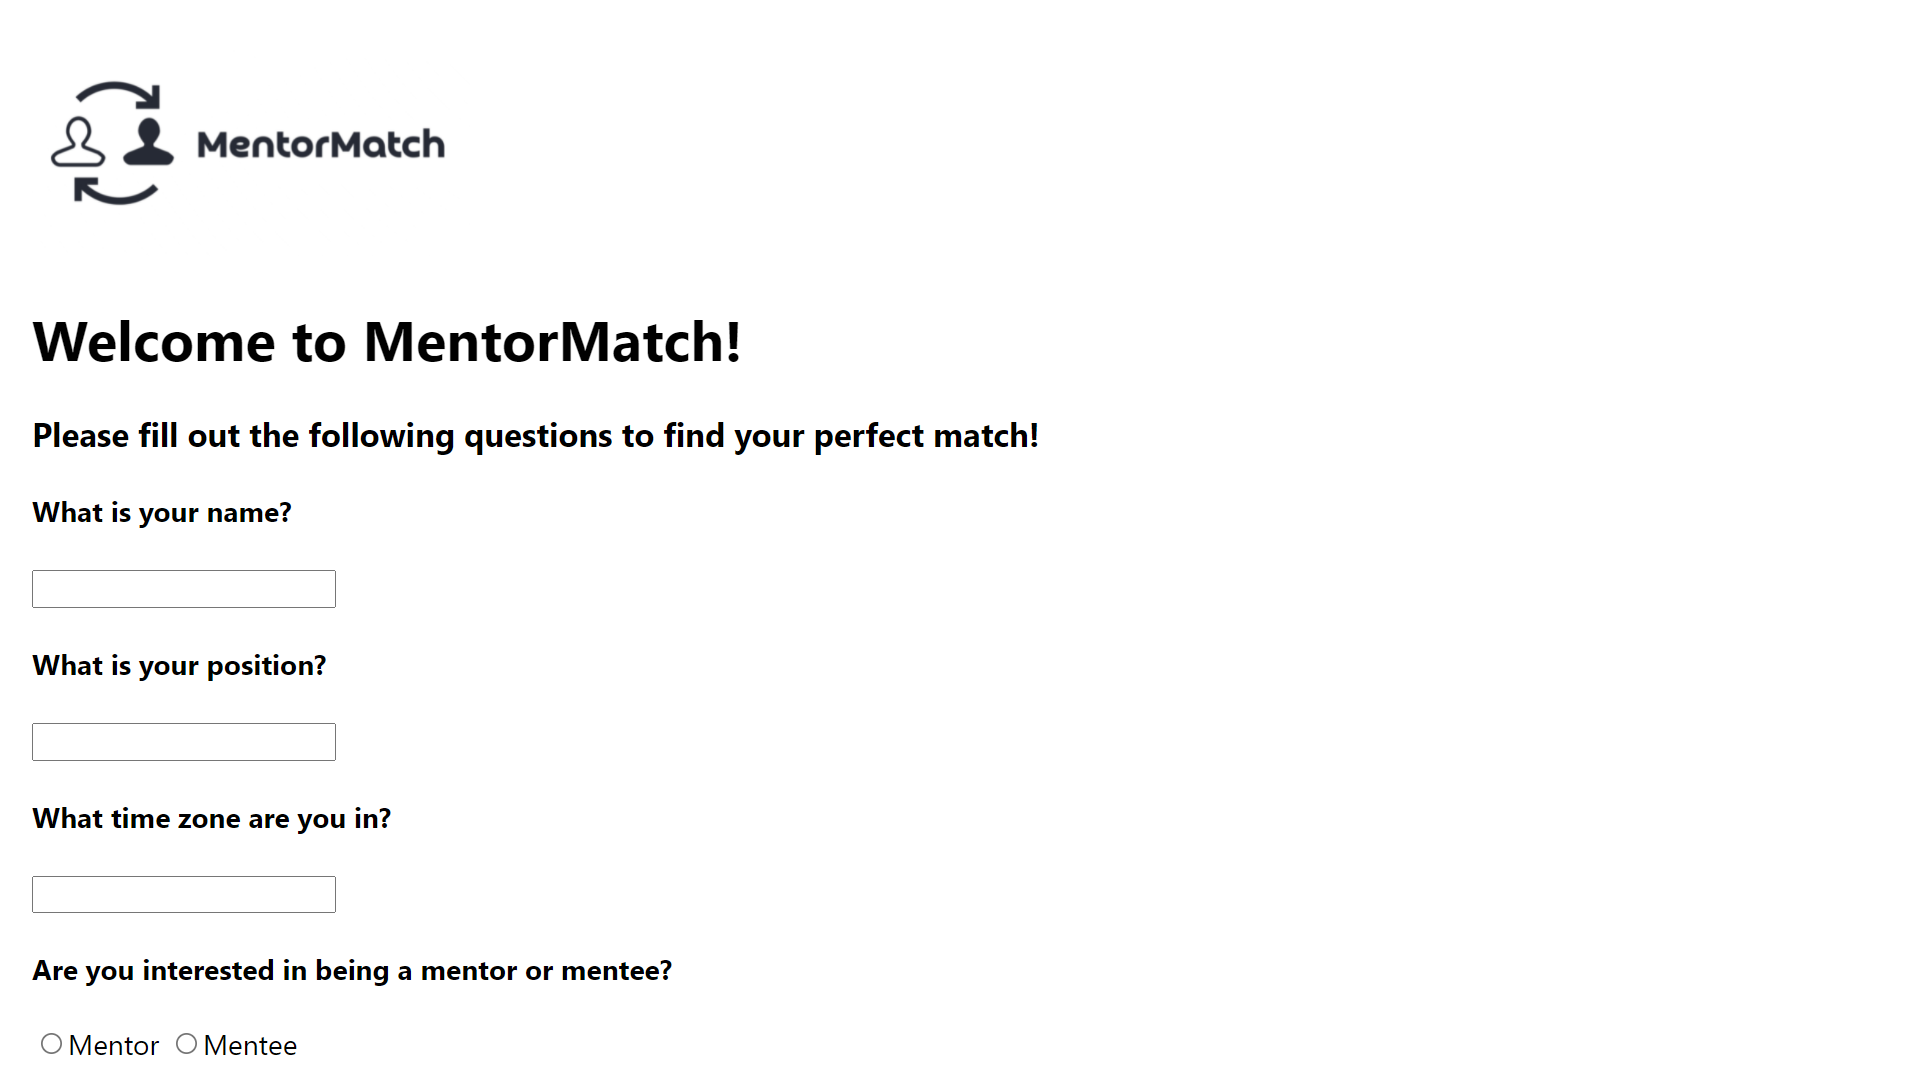 MentorMatch
Welcome to MentorMatch!
Please fill out the following questions to find your perfect match!
What is your name?
What is your position?
What time zone are you in?
Are you interested in being a mentor or mentee?
Mentor Mentee